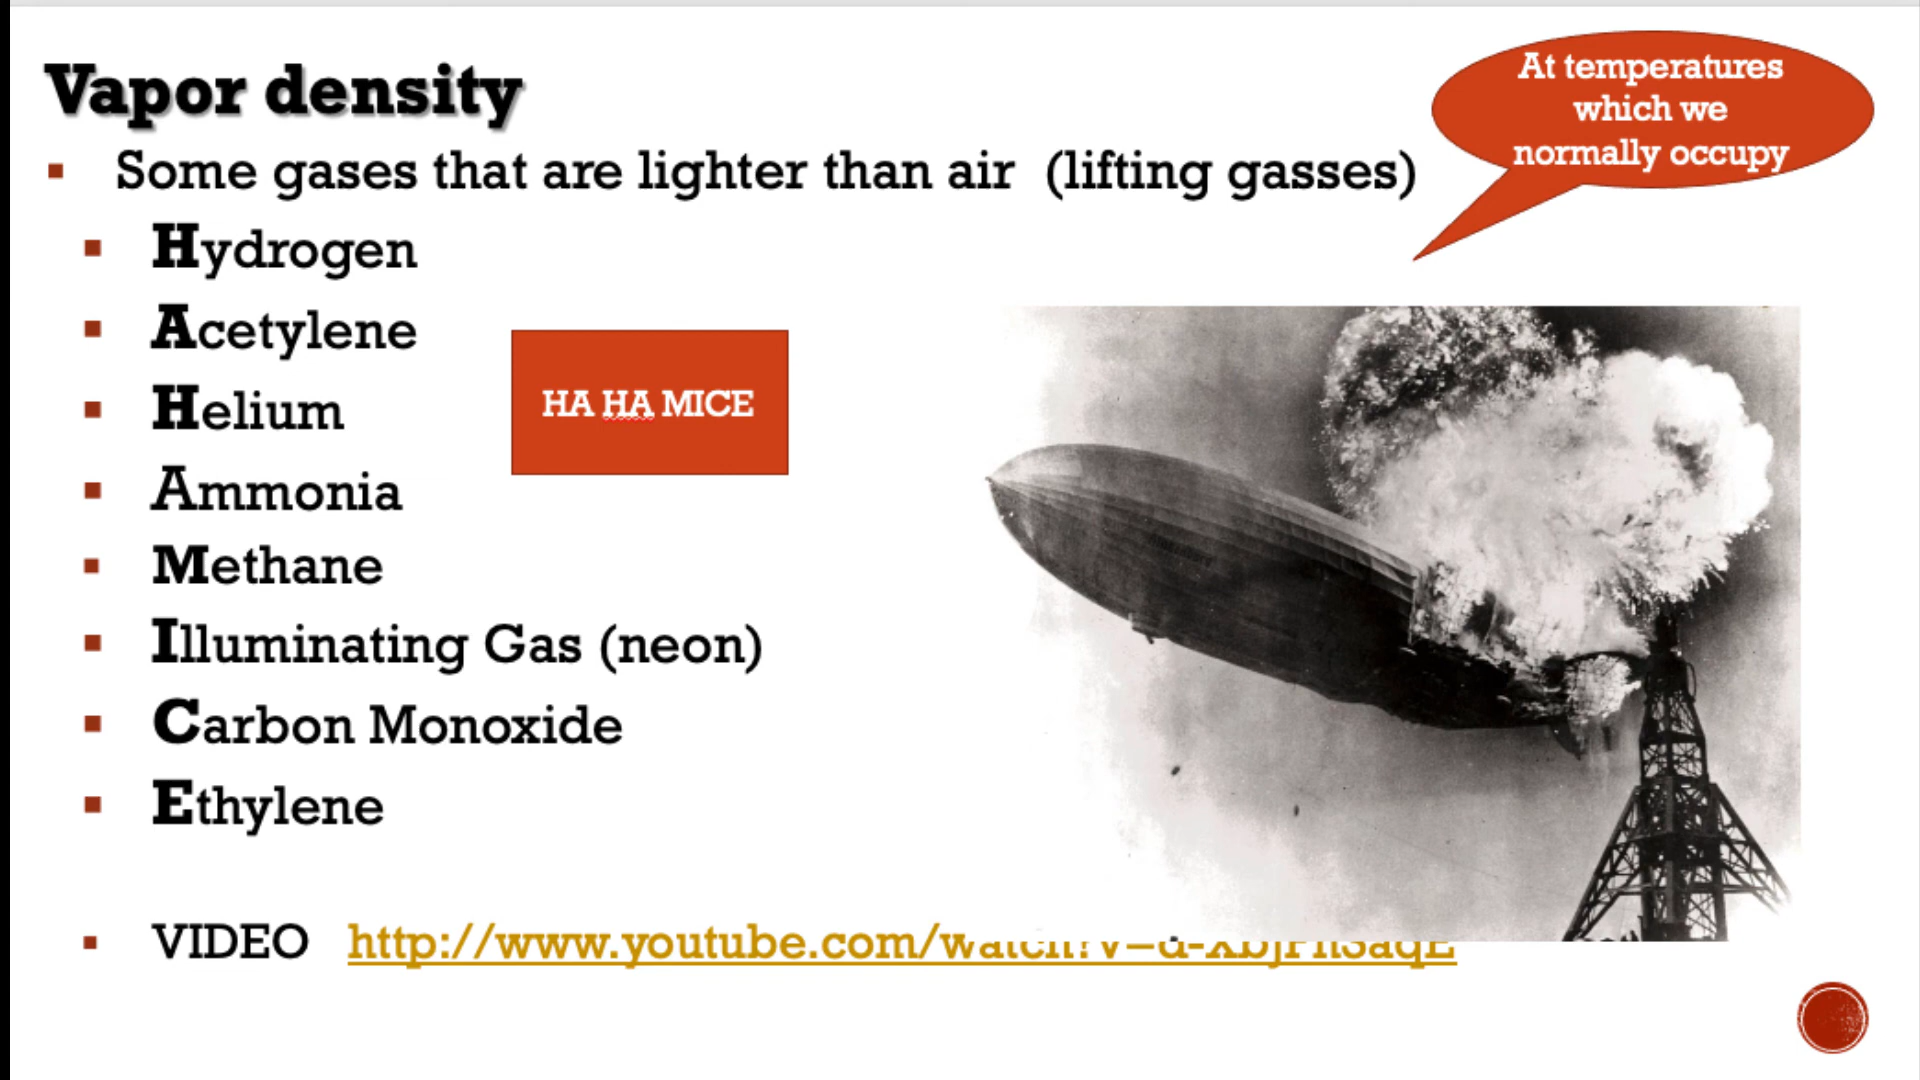 Vapor density
At temperatures
which we
normally occupy
Some gases that are lighter than air (lifting gasses)
Hydrogen
Acetylene
Helium
HA HA MICE
Ammonia
Methane
Illuminating Gas (neon)
Carbon Monoxide
Ethylene
VIDEO http://www.youtube.com/watch?v=